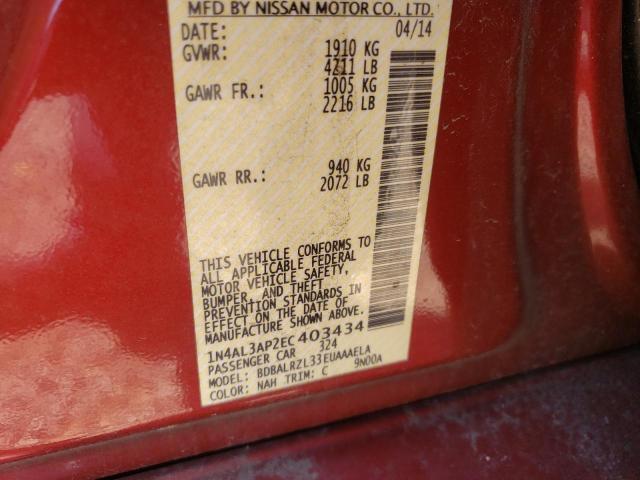 MFD BY NISSAN MOTOR CO., LTD.
DATE: 04/14
GVWR: 1910 KG
4211 LB
GAWR FR.: 1005 KG
2216 LB
GAWR RR.: 940 KG
2072 LB
THIS VEHICLE CONFORMS TO
ALL APPLICABLE FEDERAL
MOTOR VEHICLE SAFETY,
BUMPER, AND THEFT
PREVENTION STANDARDS IN
EFFECT ON THE DATE OF
MANUFACTURE SHOWN ABOVE.
1N4AL3AP2EC403434
PASSENGER CAR 324
MODEL: BDBALRZL33EUAAAELA
COLOR: NAH TRIM: C 9N00A